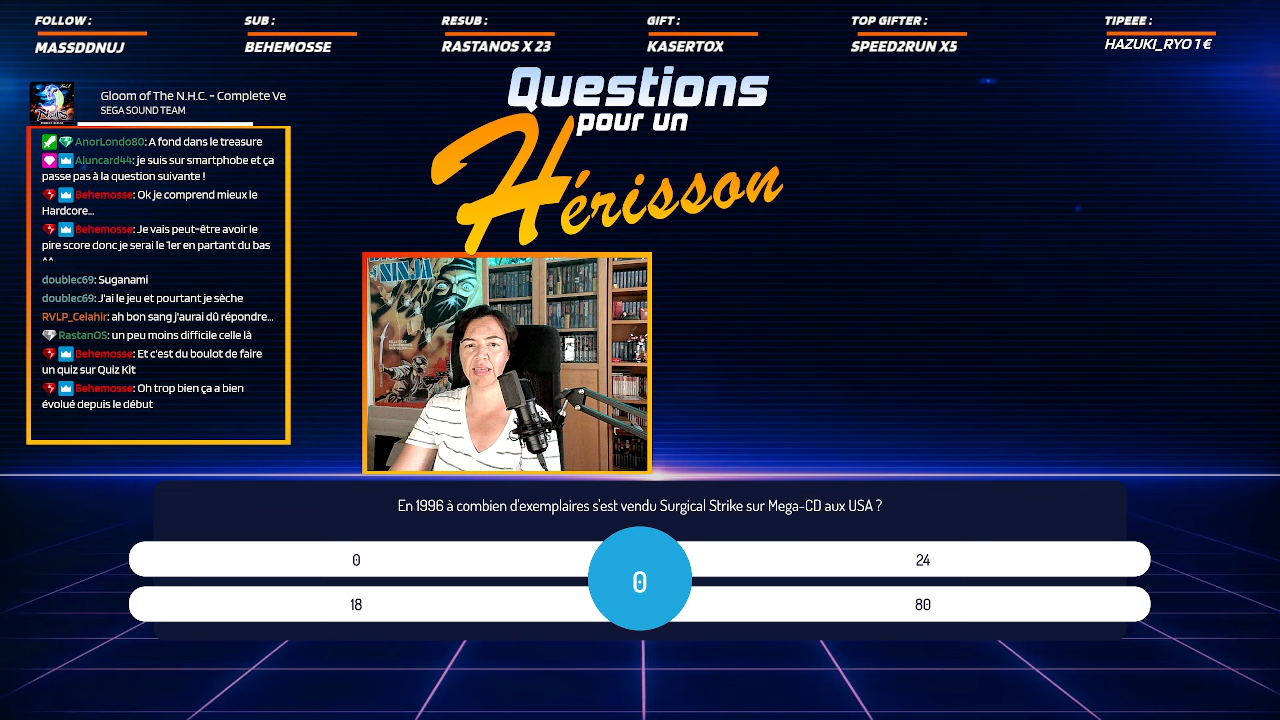 FOLLOW :
MASSDDNUJ
SUB :
BEHEMOSSE
RESUB :
RASTANOS X 23
GIFT :
KASERTOX
TOP GIFTER :
SPEED2RUN X5
TIPEEE :
HAZUKI_RYO 1 €
Questions
pour un
Hérisson
Gloom of The N.H.C. - Complete Ve
SEGA SOUND TEAM
AnorLondo80: A fond dans le treasure
Aluncard44: je suis sur smartphobe et ça
passe pas à la question suivante !
Behemosse: Ok je comprend mieux le
Hardcore...
Behemosse: Je vais peut-être avoir le
pire score donc je serai le 1er en partant du bas
^^
doublec69: Suganami
doublec69: J'ai le jeu et pourtant je sèche
RVLP_Celahir: ah bon sang j'aurai dû répondre...
RastanOS: un peu moins difficile celle là
Behemosse: Et c'est du boulot de faire
un quiz sur Quiz Kit
Behemosse: Oh trop bien ça a bien
évolué depuis le début
NINJA
En 1996 à combien d'exemplaires s'est vendu Surgical Strike sur Mega-CD aux USA ?
0
24
0
18
80